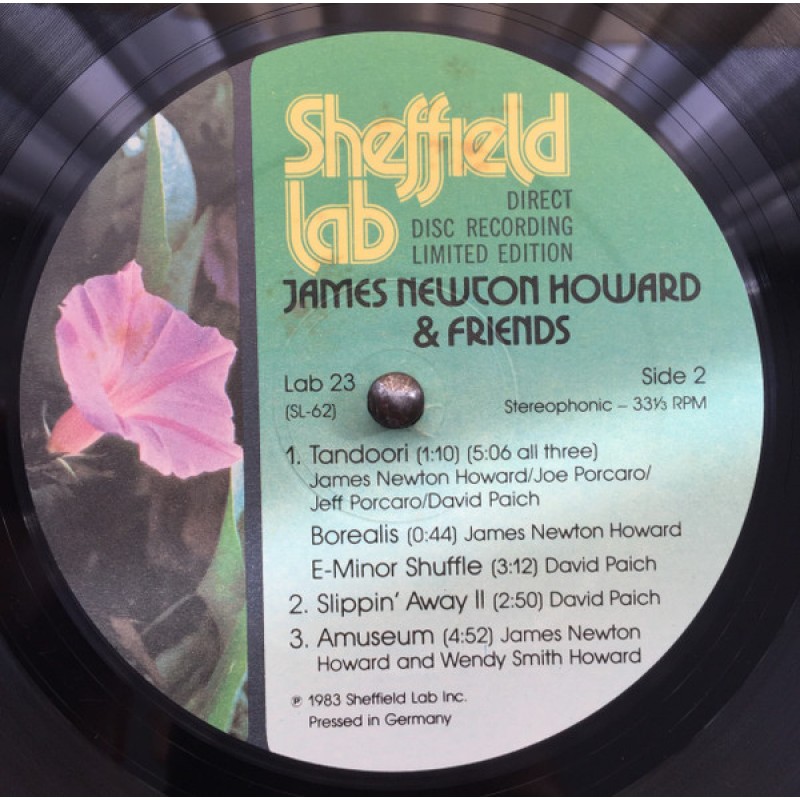 Sheffield
Lab
DIRECT
DISC RECORDING
LIMITED EDITION
JAMES NEWTON HOWARD
& FRIENDS
Lab 23
Side 2
(SL-62)
Stereophonic – 33⅓ RPM
1. Tandoori (1:10) (5:06 all three)
James Newton Howard/Joe Porcaro/
Jeff Porcaro/David Paich
Borealis (0:44) James Newton Howard
E-Minor Shuffle (3:12) David Paich
2. Slippin' Away II (2:50) David Paich
3. Amuseum (4:52) James Newton
Howard and Wendy Smith Howard
℗ 1983 Sheffield Lab Inc.
Pressed in Germany